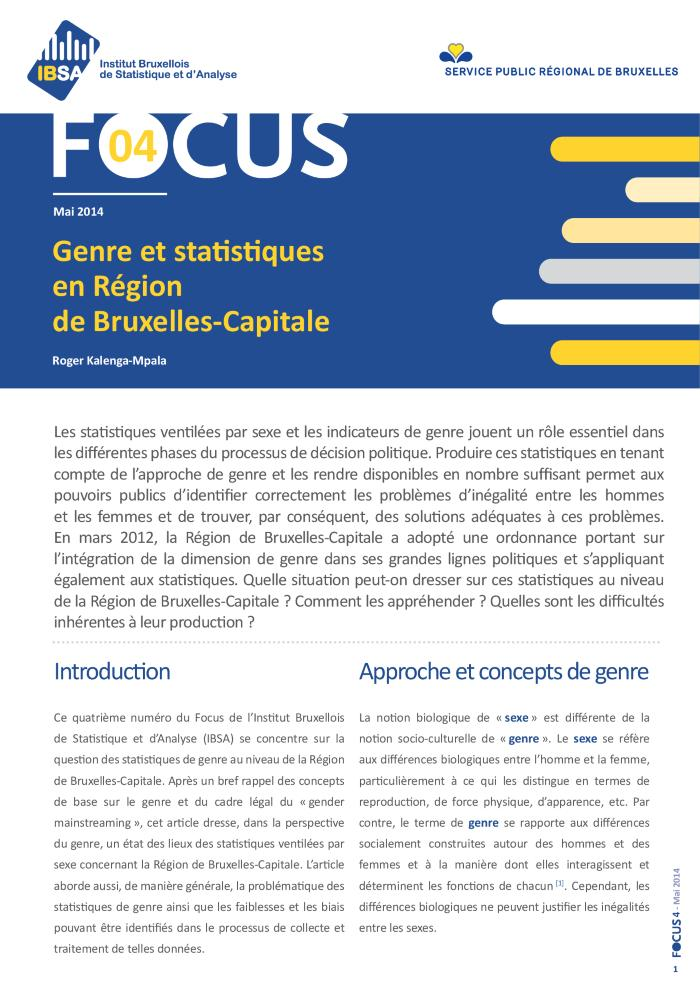 IBSA
Institut Bruxellois
de Statistique et d'Analyse
SERVICE PUBLIC RÉGIONAL DE BRUXELLES
FOCUS
04
Mai 2014
Genre et statistiques
en Région
de Bruxelles-Capitale
Roger Kalenga-Mpala
Les statistiques ventilées par sexe et les indicateurs de genre jouent un rôle essentiel dans
les différentes phases du processus de décision politique. Produire ces statistiques en tenant
compte de l'approche de genre et les rendre disponibles en nombre suffisant permet aux
pouvoirs publics d'identifier correctement les problèmes d'inégalité entre les hommes
et les femmes et de trouver, par conséquent, des solutions adéquates à ces problèmes.
En mars 2012, la Région de Bruxelles-Capitale a adopté une ordonnance portant sur
l'intégration de la dimension de genre dans ses grandes lignes politiques et s'appliquant
également aux statistiques. Quelle situation peut-on dresser sur ces statistiques au niveau
de la Région de Bruxelles-Capitale ? Comment les appréhender ? Quelles sont les difficultés
inhérentes à leur production ?
Introduction
Ce quatrième numéro du Focus de l'Institut Bruxellois
de Statistique et d'Analyse (IBSA) se concentre sur la
question des statistiques de genre au niveau de la Région
de Bruxelles-Capitale. Après un bref rappel des concepts
de base sur le genre et du cadre légal du « gender
mainstreaming », cet article dresse, dans la perspective
du genre, un état des lieux des statistiques ventilées par
sexe concernant la Région de Bruxelles-Capitale. L'article
aborde aussi, de manière générale, la problématique des
statistiques de genre ainsi que les faiblesses et les biais
pouvant être identifiés dans le processus de collecte et
traitement de telles données.
Approche et concepts de genre
La notion biologique de « sexe » est différente de la
notion socio-culturelle de « genre ». Le sexe se réfère
aux différences biologiques entre l'homme et la femme,
particulièrement à ce qui les distingue en termes de
reproduction, de force physique, d'apparence, etc. Par
contre, le terme de genre se rapporte aux différences
socialement construites autour des hommes et des
femmes et à la manière dont elles interagissent et
déterminent les fonctions de chacun [1]. Cependant, les
différences biologiques ne peuvent justifier les inégalités
entre les sexes.
FOCUS 4 - Mai 2014
1